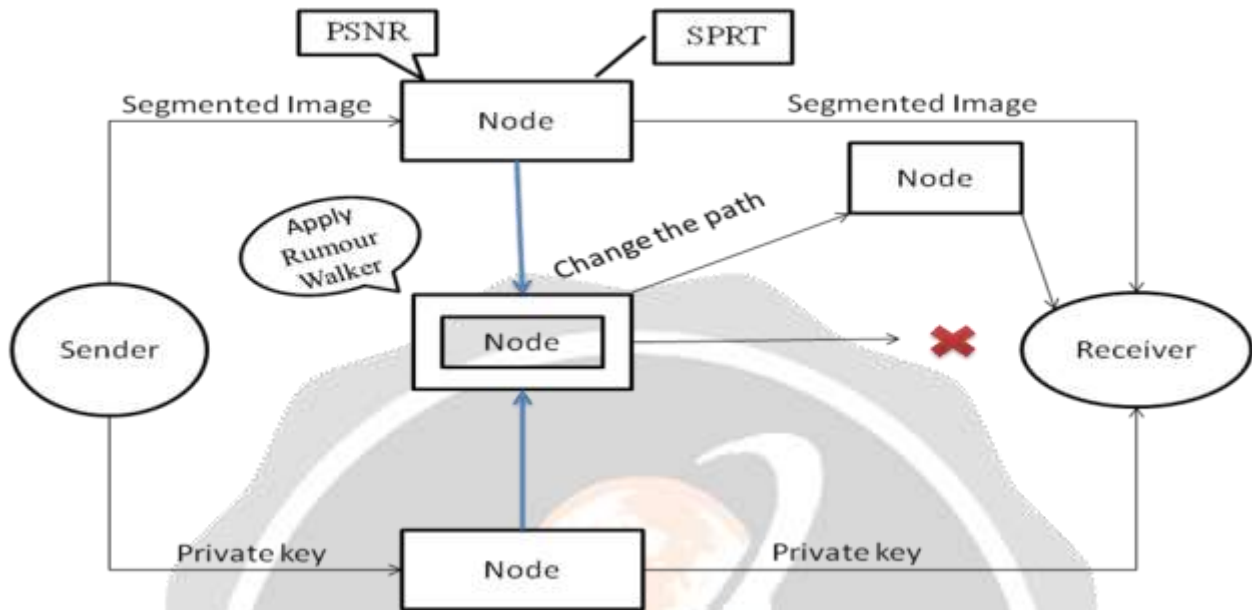 PSNR
SPRT
Segmented Image
Node
Segmented Image
Node
Change the path
Apply
Rumour
Walker
Sender
Node
Receiver
Private key
Node
Private key